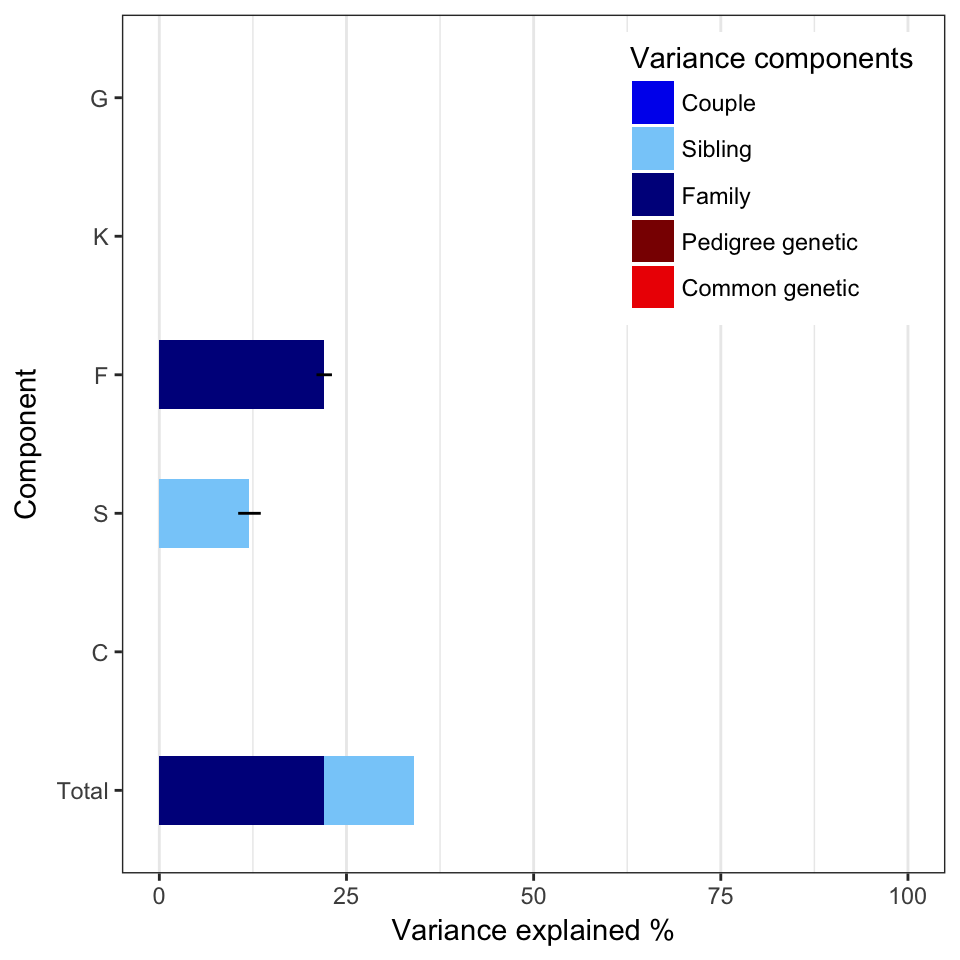 Variance components
Couple
Sibling
Family
Pedigree genetic
Common genetic
G
K
F
S
C
Total
Component
0 25 50 75 100
Variance explained %